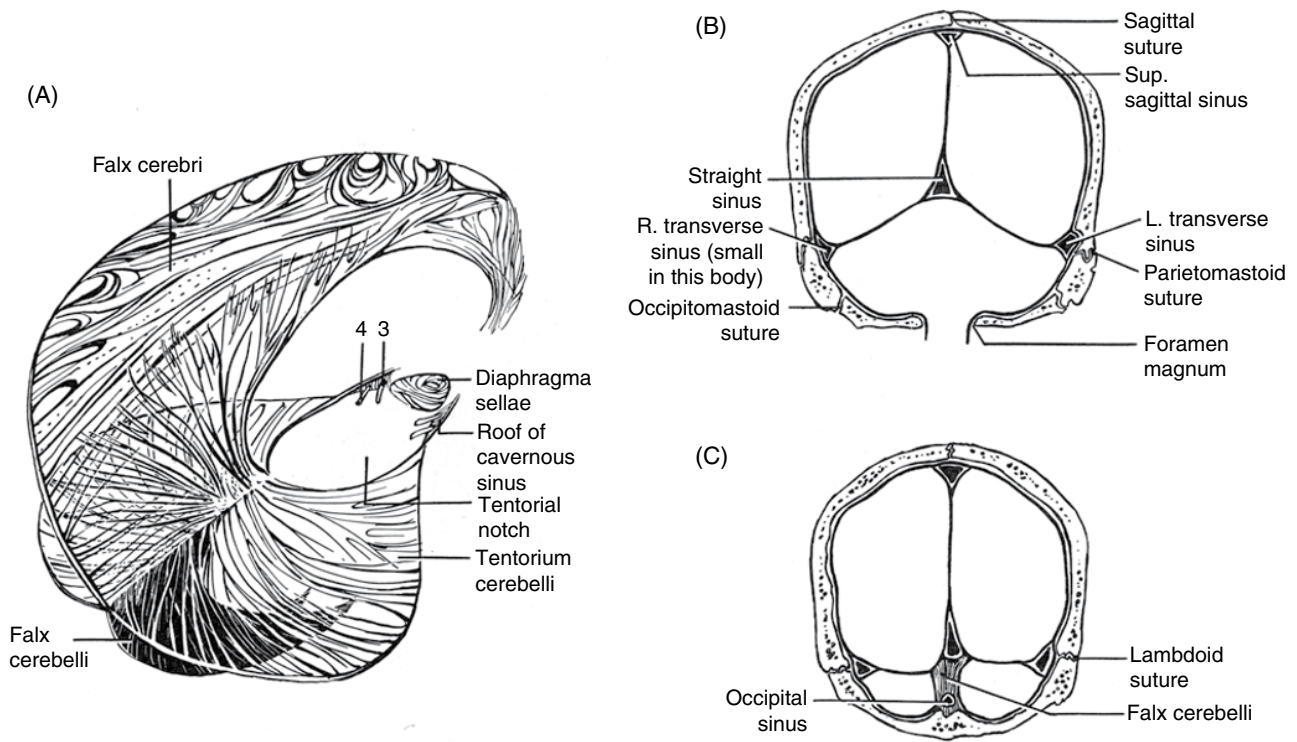 (A)
Falx cerebri
4 3
Diaphragma
sellae
Roof of
cavernous
sinus
Tentorial
notch
Tentorium
cerebelli
Falx
cerebelli
(B)
Sagittal
suture
Sup.
sagittal sinus
Straight
sinus
R. transverse
sinus (small
in this body)
Occipitomastoid
suture
L. transverse
sinus
Parietomastoid
suture
Foramen
magnum
(C)
Lambdoid
suture
Occipital
sinus
Falx cerebelli